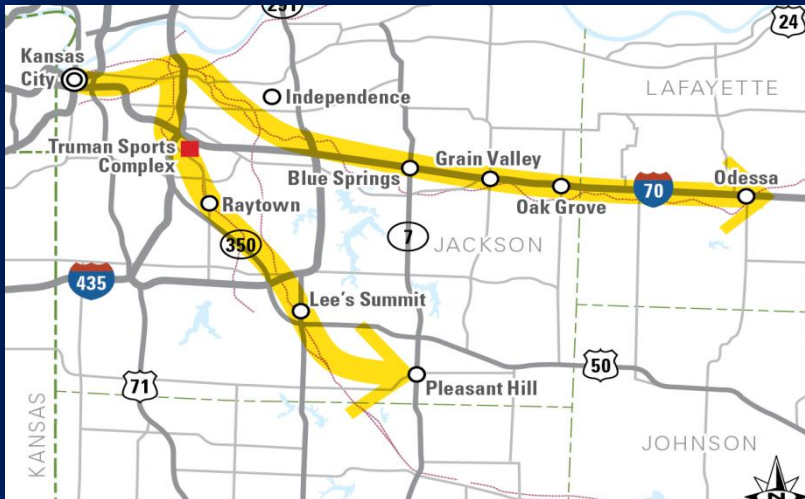 291
24
Kansas
City
LAFAYETTE
Independence
Truman Sports
Complex
Blue Springs
Grain Valley
Oak Grove
70
Odessa
Raytown
350
7
JACKSON
435
Lee's Summit
50
71
Pleasant Hill
KANSAS
JOHNSON